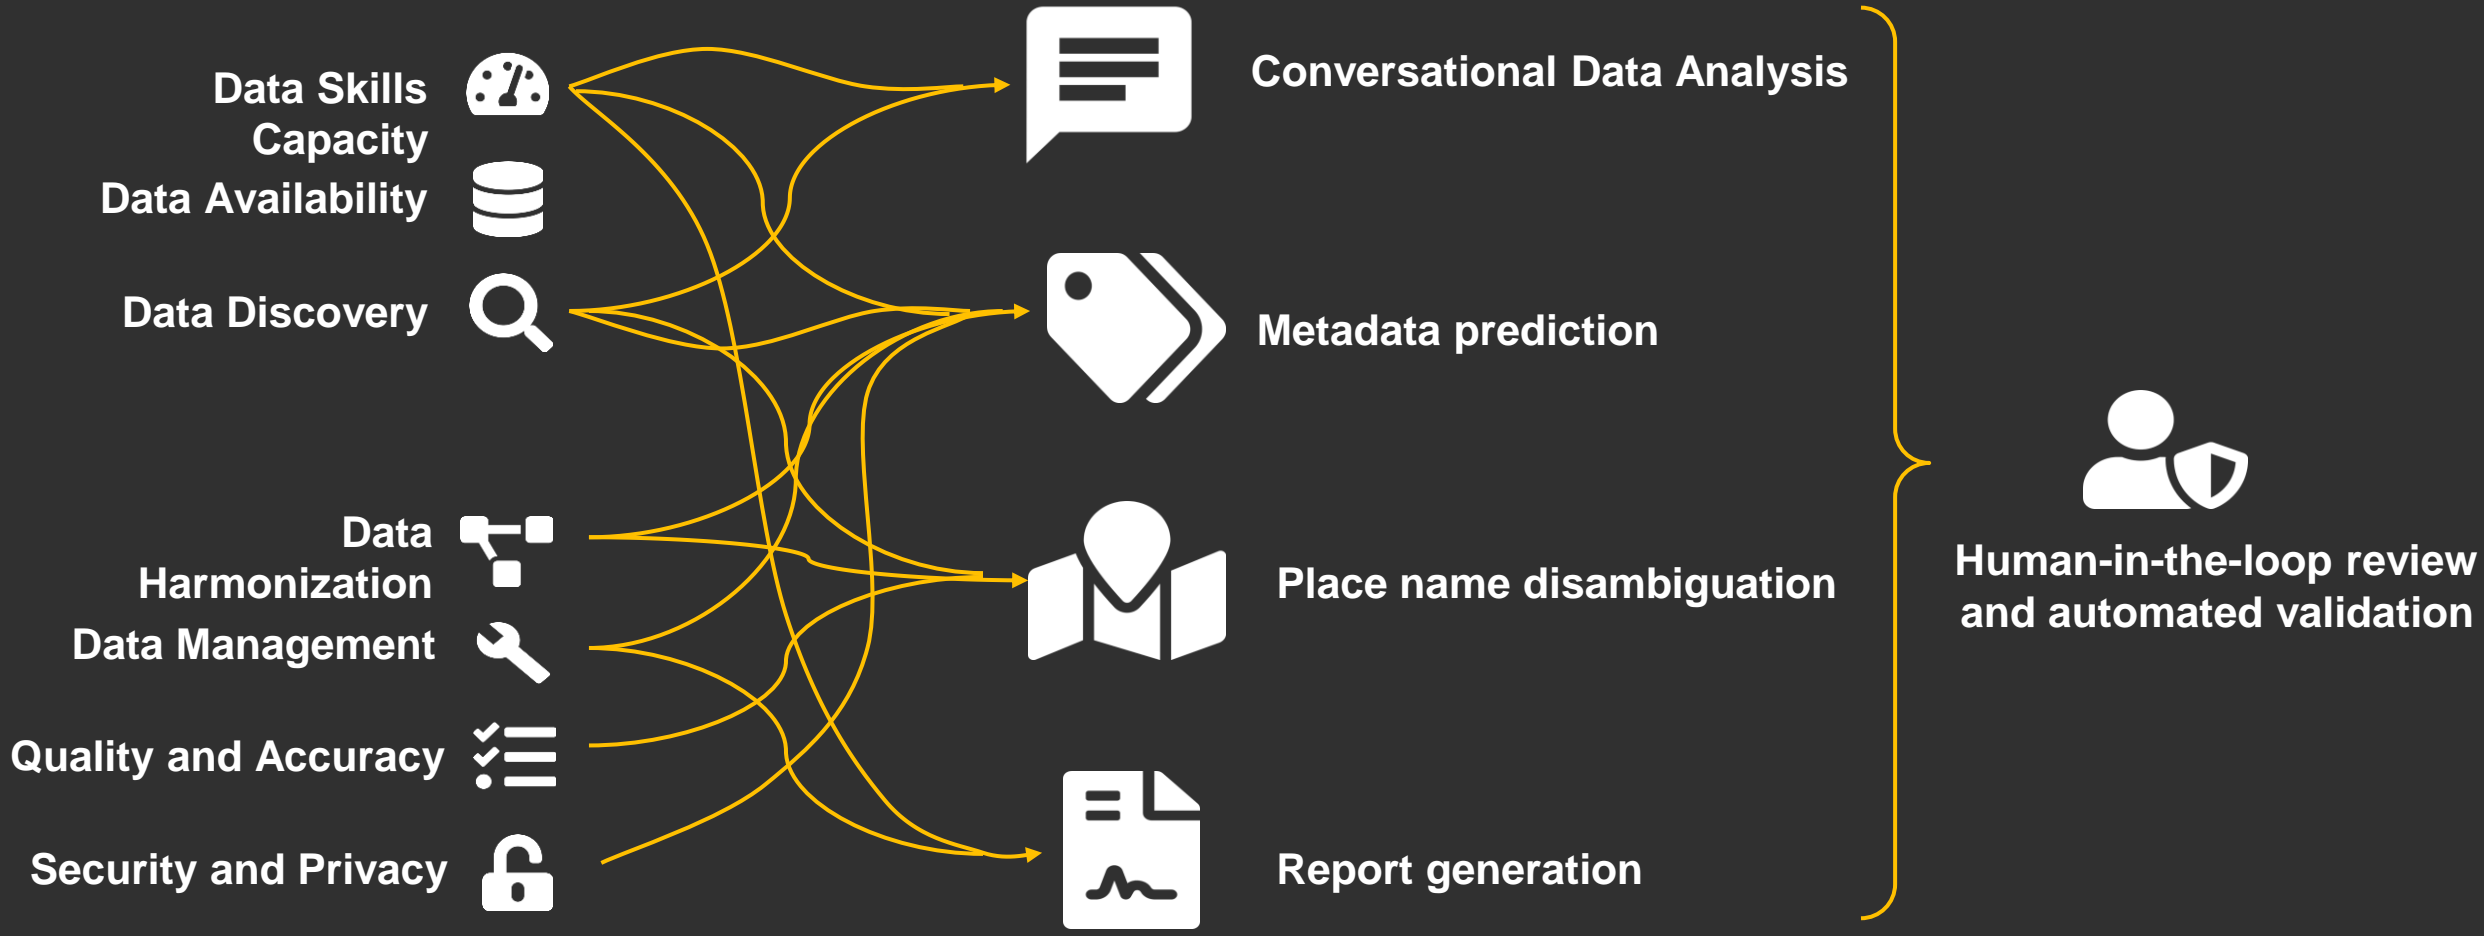 Data Skills
Capacity
Data Availability
Data Discovery
Data
Harmonization
Data Management
Quality and Accuracy
Security and Privacy
Conversational Data Analysis
Metadata prediction
Place name disambiguation
Report generation
Human-in-the-loop review
and automated validation